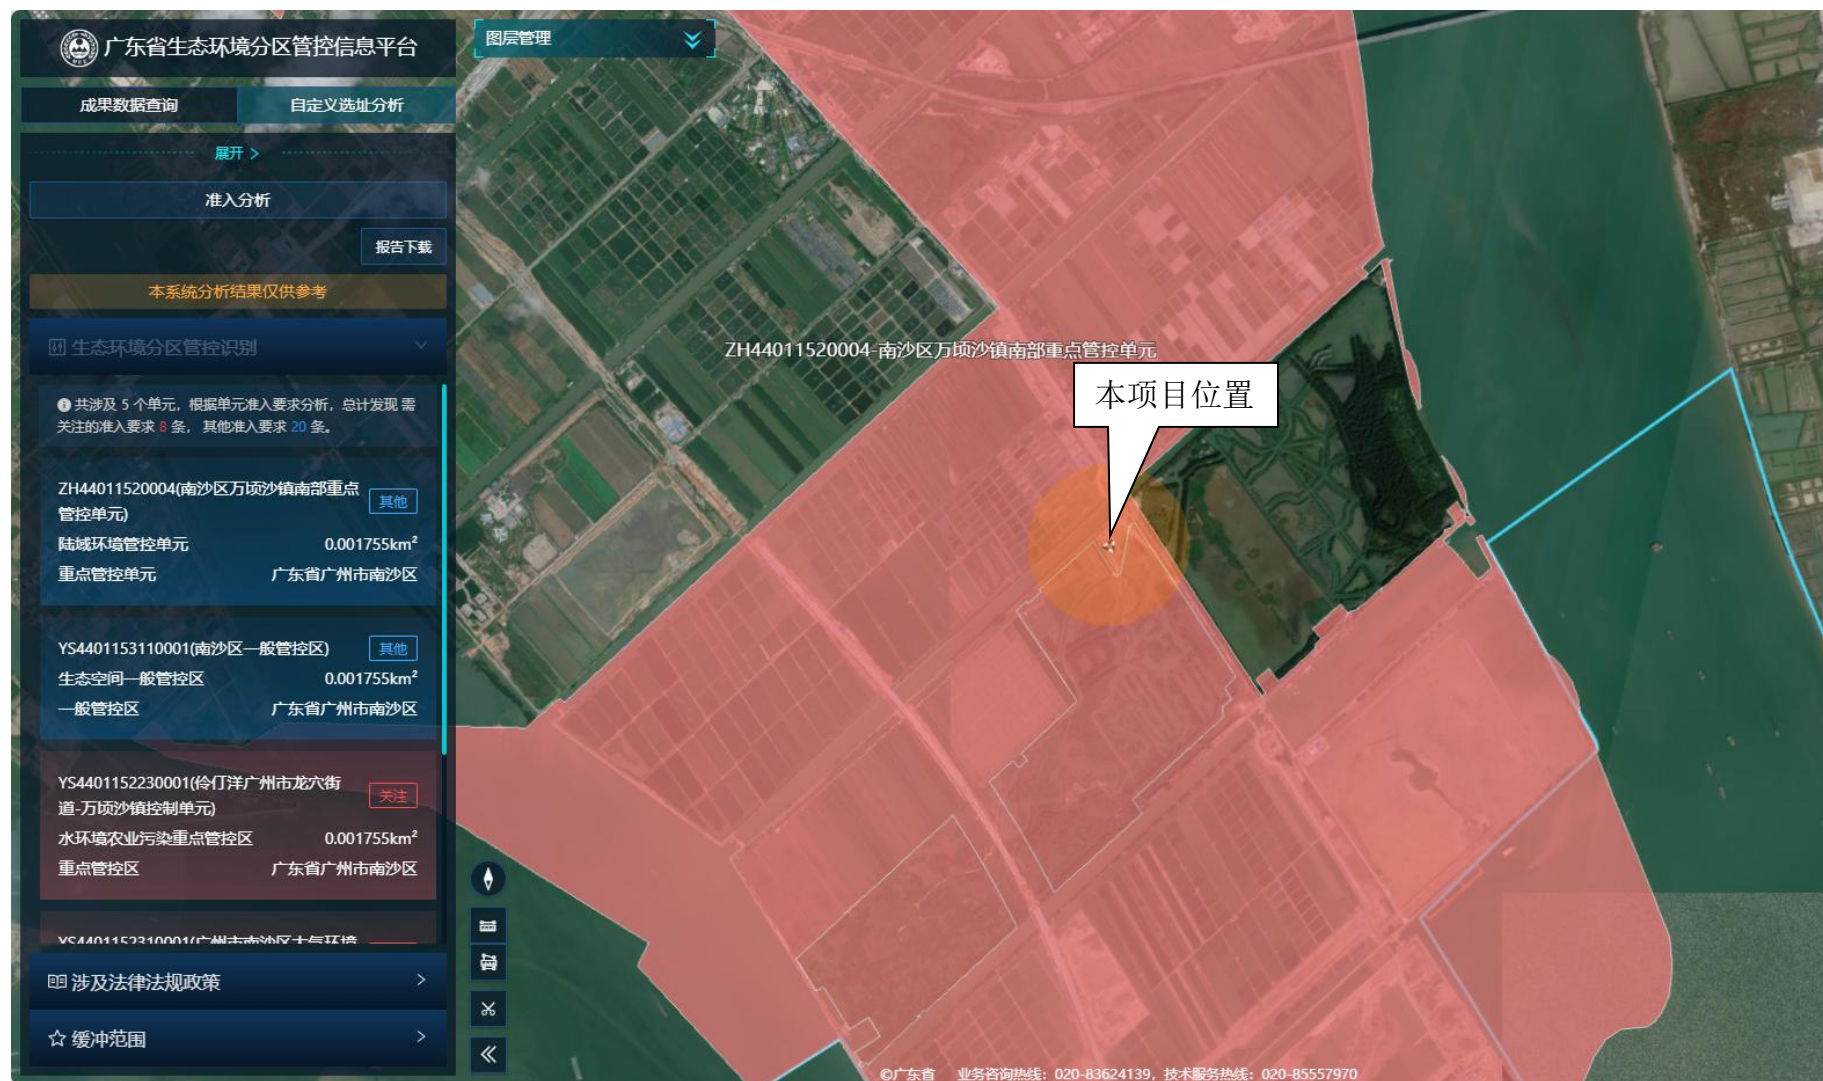 广东省生态环境分区管控信息平台
图层管理
成果数据查询
自定义选址分析
展开 >
准入分析
报告下载
本系统分析结果仅供参考
生态环境分区管控识别
共涉及 5 个单元，根据单元准入要求分析，总计发现 需
关注的准入要求 8 条， 其他准入要求 20 条。
ZH44011520004(南沙区万顷沙镇南部重点
管控单元)
其他
陆域环境管控单元 0.001755km²
重点管控单元 广东省广州市南沙区
YS4401153110001(南沙区一般管控区)
其他
生态空间一般管控区 0.001755km²
一般管控区 广东省广州市南沙区
YS4401152230001(伶仃洋广州市龙穴街
道-万顷沙镇控制单元)
关注
水环境农业污染重点管控区 0.001755km²
重点管控区 广东省广州市南沙区
YS4401152310001(广州市南沙区大气环境
涉及法律法规政策
缓冲范围
ZH44011520004-南沙区万顷沙镇南部重点管控单元
本项目位置
©广东省 业务咨询热线：020-83624139，技术服务热线：020-85557970